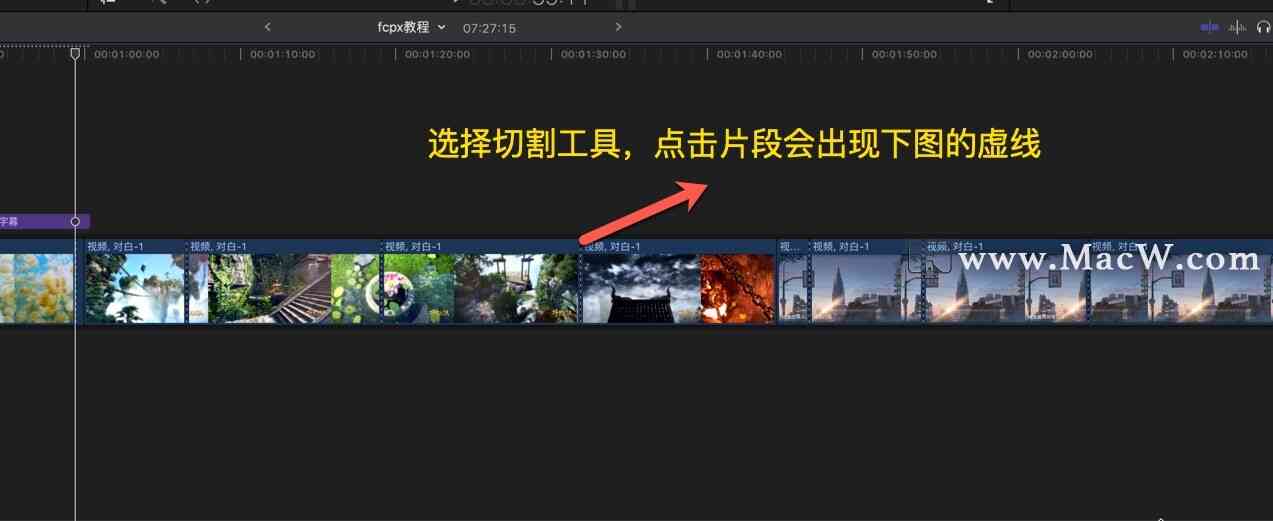 fcpx教程 07:27:15
00:01:00:00 00:01:10:00 00:01:20:00 00:01:30:00 00:01:40:00 00:01:50:00 00:02:00:00 00:02:10:00
选择切割工具，点击片段会出现下图的虚线
字幕
视频, 对白-1 视频, 对白-1 视频, 对白-1 视频, 对白-1 视... 视频, 对白-1 视频, 对白-1 视频, 对白-1
www.MacW.com